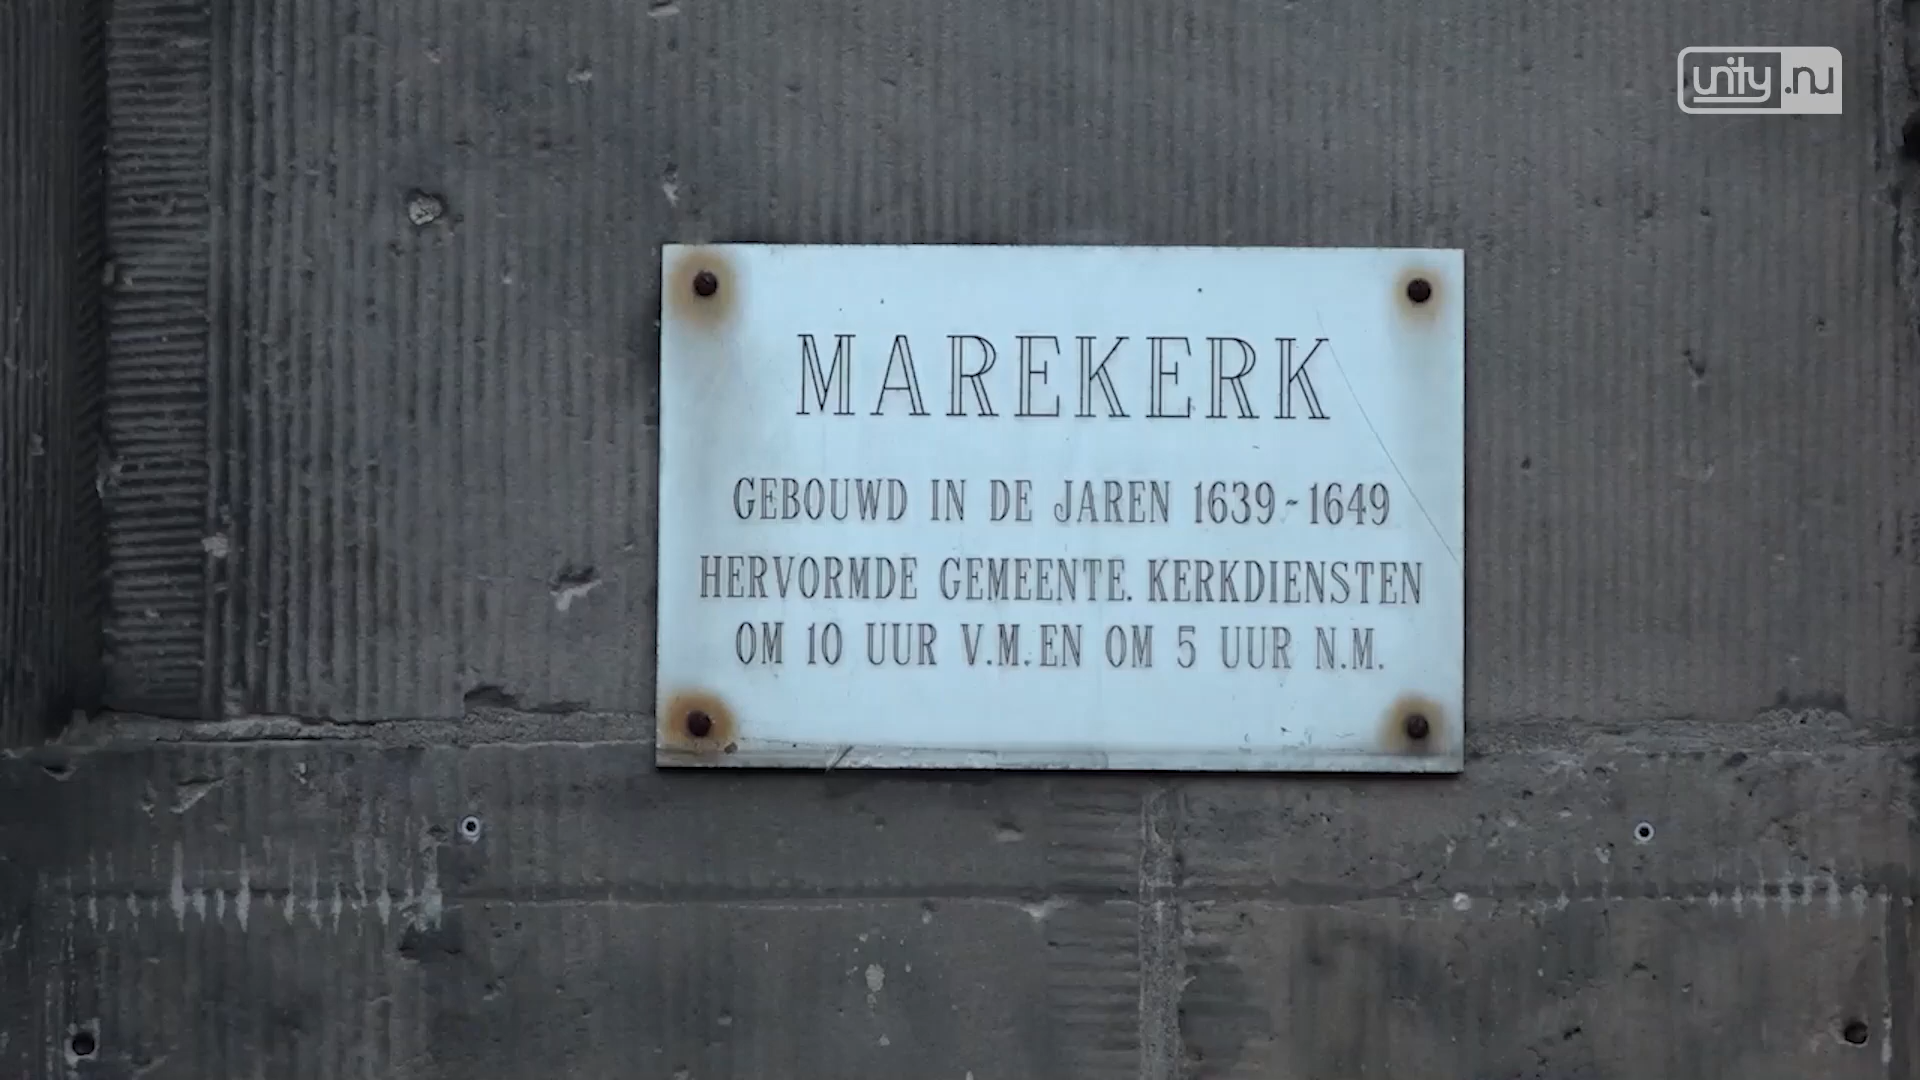 unity.nu
MAREKERK
GEBOUWD IN DE JAREN 1639-1649
HERVORMDE GEMEENTE. KERKDIENSTEN
OM 10 UUR V.M. EN OM 5 UUR N.M.